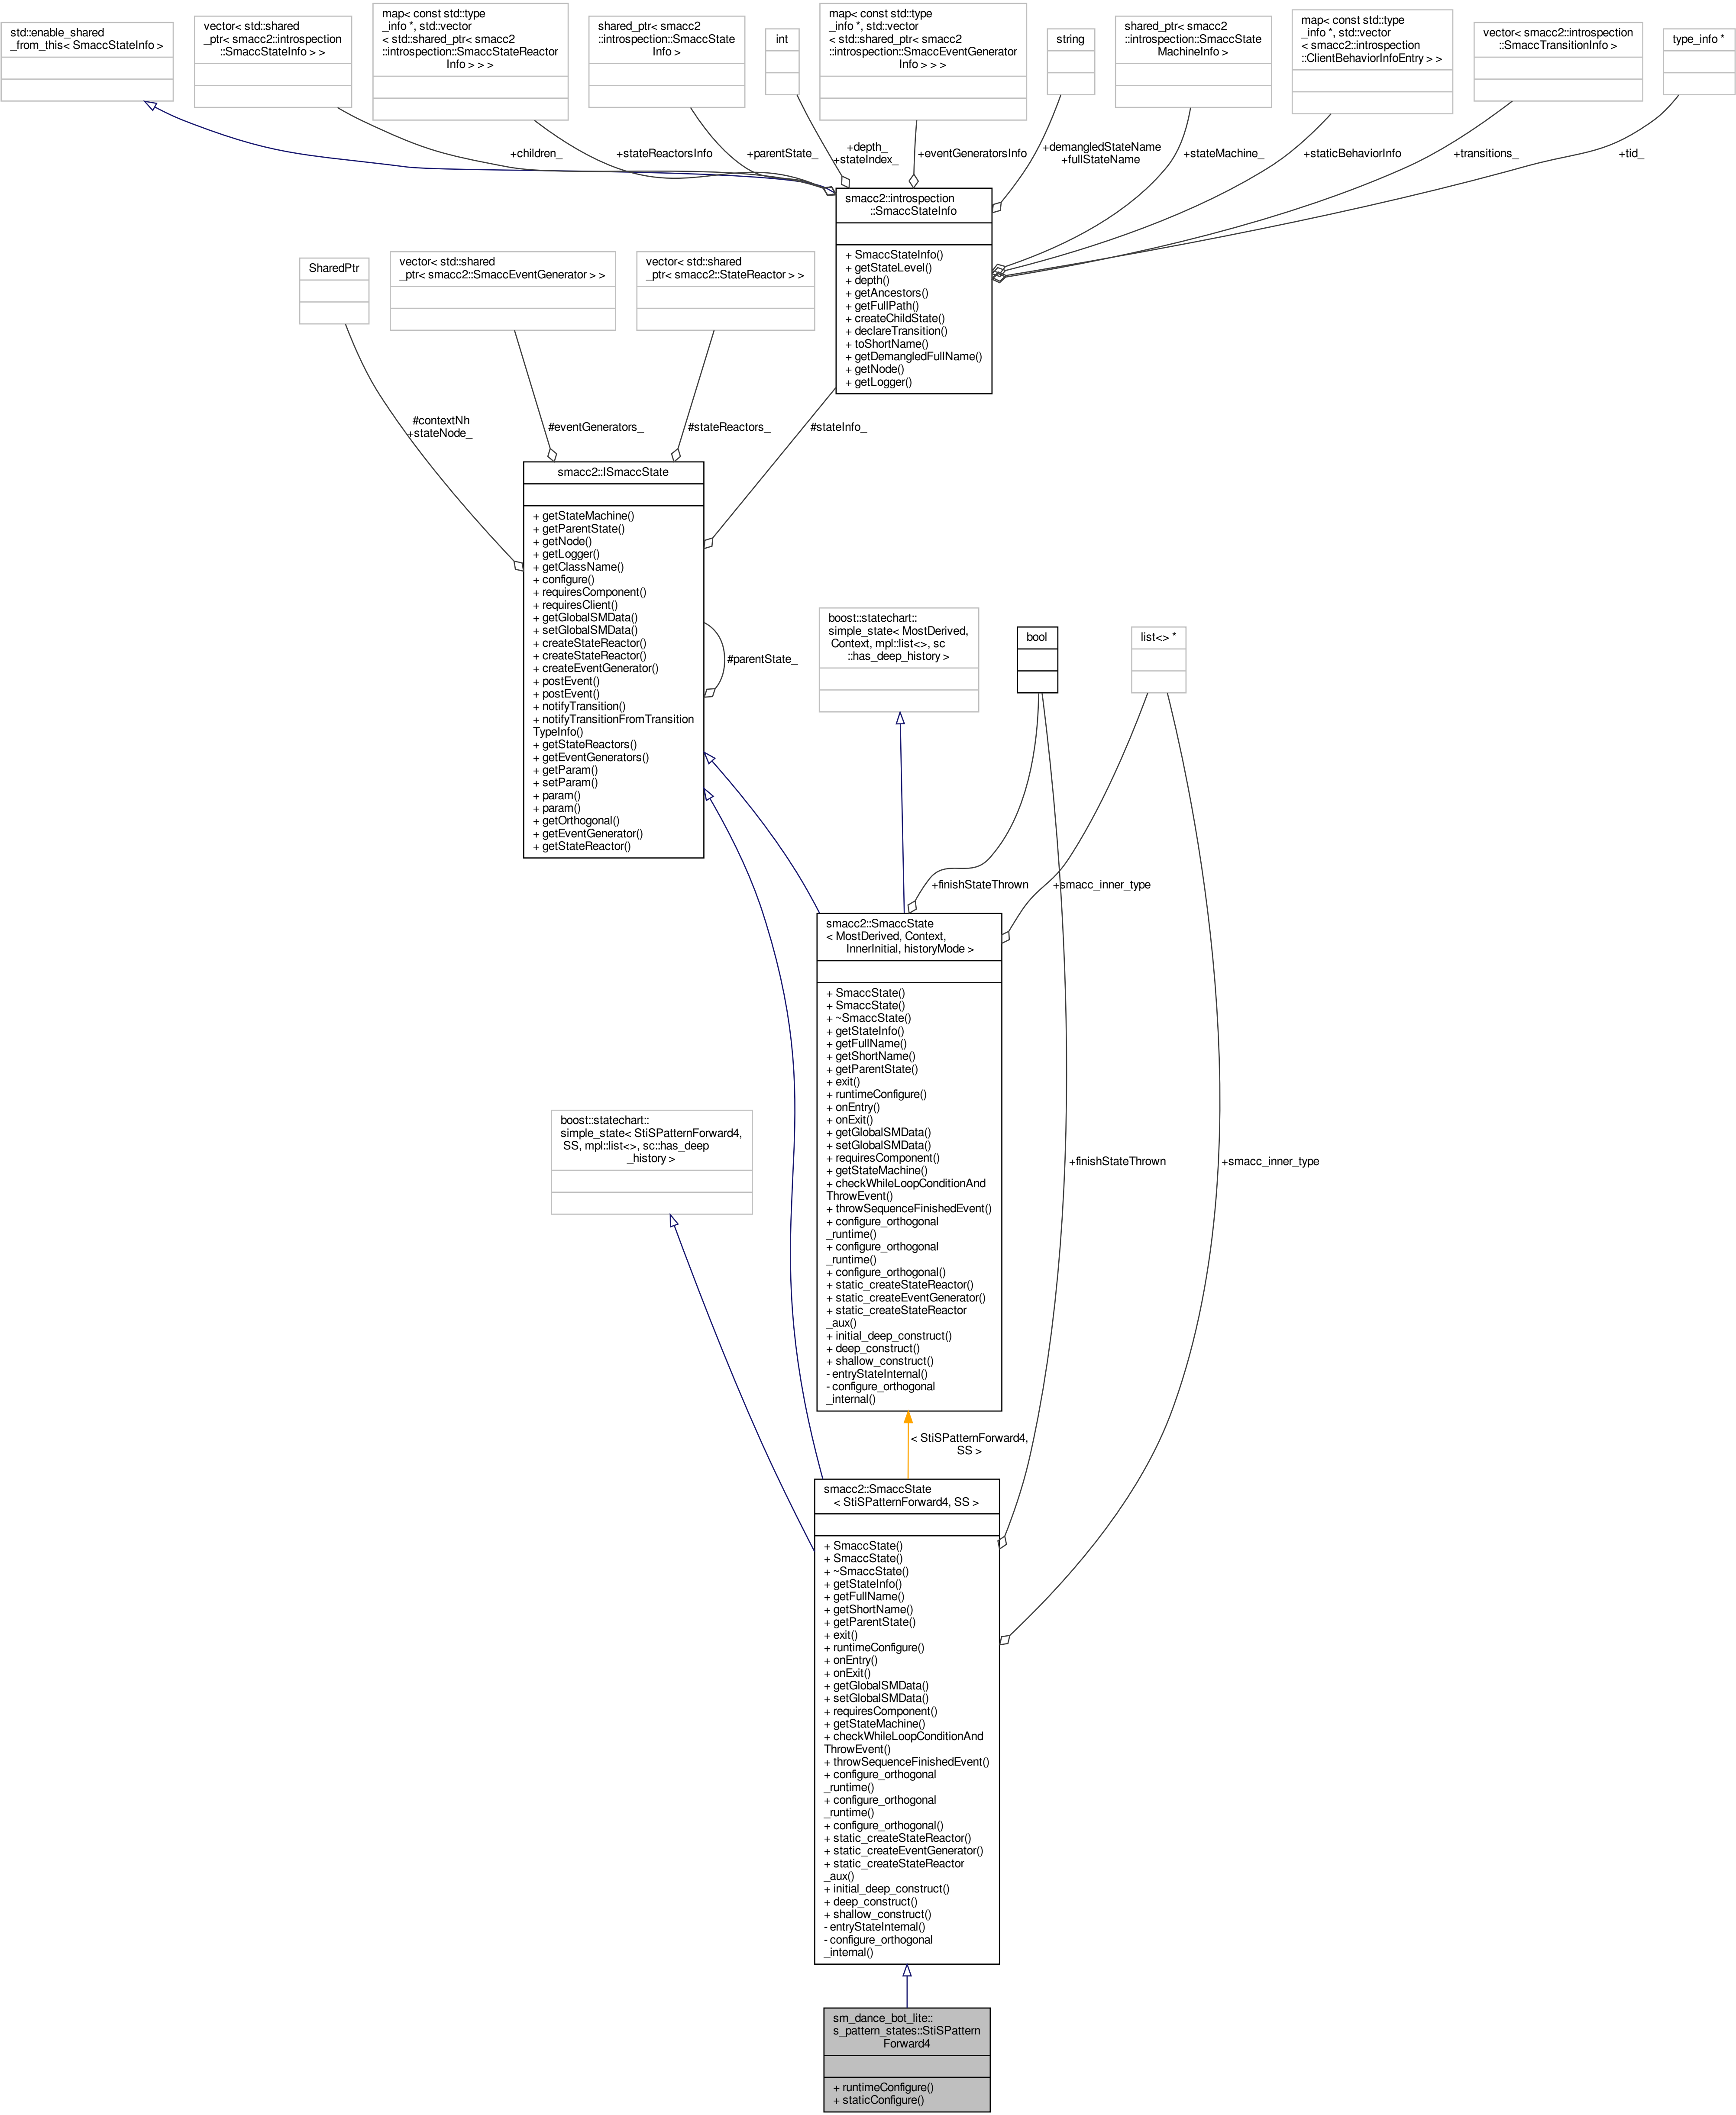 std::enable_shared
_from_this< SmaccStateInfo >
vector< std::shared
_ptr< smacc2::introspection
::SmaccStateInfo > >
map< const std::type
_info *, std::vector
< std::shared_ptr< smacc2
::introspection::SmaccStateReactor
Info > > >
shared_ptr< smacc2
::introspection::SmaccState
Info >
int
map< const std::type
_info *, std::vector
< std::shared_ptr< smacc2
::introspection::SmaccEventGenerator
Info > > >
string
shared_ptr< smacc2
::introspection::SmaccState
MachineInfo >
map< const std::type
_info *, std::vector
< smacc2::introspection
::ClientBehaviorInfoEntry > >
vector< smacc2::introspection
::SmaccTransitionInfo >
type_info *
+children_
+stateReactorsInfo
+parentState_
+depth_
+stateIndex_
+eventGeneratorsInfo
+demangledStateName
+fullStateName
+stateMachine_
+staticBehaviorInfo
+transitions_
+tid_
smacc2::introspection
::SmaccStateInfo
+ SmaccStateInfo()
+ getStateLevel()
+ depth()
+ getAncestors()
+ getFullPath()
+ createChildState()
+ declareTransition()
+ toShortName()
+ getDemangledFullName()
+ getNode()
+ getLogger()
SharedPtr
vector< std::shared
_ptr< smacc2::SmaccEventGenerator > >
vector< std::shared
_ptr< smacc2::StateReactor > >
#contextNh
+stateNode_
#eventGenerators_
#stateReactors_
#stateInfo_
smacc2::ISmaccState
+ getStateMachine()
+ getParentState()
+ getNode()
+ getLogger()
+ getClassName()
+ configure()
+ requiresComponent()
+ requiresClient()
+ getGlobalSMData()
+ setGlobalSMData()
+ createStateReactor()
+ createStateReactor()
+ createEventGenerator()
+ postEvent()
+ postEvent()
+ notifyTransition()
+ notifyTransitionFromTransition
TypeInfo()
+ getStateReactors()
+ getEventGenerators()
+ getParam()
+ setParam()
+ param()
+ param()
+ getOrthogonal()
+ getEventGenerator()
+ getStateReactor()
#parentState_
boost::statechart::
simple_state< MostDerived,
Context, mpl::list<>, sc
::has_deep_history >
bool
list<> *
+finishStateThrown
+smacc_inner_type
smacc2::SmaccState
< MostDerived, Context,
InnerInitial, historyMode >
+ SmaccState()
+ SmaccState()
+ ~SmaccState()
+ getStateInfo()
+ getFullName()
+ getShortName()
+ getParentState()
+ exit()
+ runtimeConfigure()
+ onEntry()
+ onExit()
+ getGlobalSMData()
+ setGlobalSMData()
+ requiresComponent()
+ getStateMachine()
+ checkWhileLoopConditionAnd
ThrowEvent()
+ throwSequenceFinishedEvent()
+ configure_orthogonal
_runtime()
+ configure_orthogonal
_runtime()
+ configure_orthogonal()
+ static_createStateReactor()
+ static_createEventGenerator()
+ static_createStateReactor
_aux()
+ initial_deep_construct()
+ deep_construct()
+ shallow_construct()
- entryStateInternal()
- configure_orthogonal
_internal()
boost::statechart::
simple_state< StiSPatternForward4,
SS, mpl::list<>, sc::has_deep
_history >
+finishStateThrown
+smacc_inner_type
< StiSPatternForward4,
SS >
smacc2::SmaccState
< StiSPatternForward4, SS >
+ SmaccState()
+ SmaccState()
+ ~SmaccState()
+ getStateInfo()
+ getFullName()
+ getShortName()
+ getParentState()
+ exit()
+ runtimeConfigure()
+ onEntry()
+ onExit()
+ getGlobalSMData()
+ setGlobalSMData()
+ requiresComponent()
+ getStateMachine()
+ checkWhileLoopConditionAnd
ThrowEvent()
+ throwSequenceFinishedEvent()
+ configure_orthogonal
_runtime()
+ configure_orthogonal
_runtime()
+ configure_orthogonal()
+ static_createStateReactor()
+ static_createEventGenerator()
+ static_createStateReactor
_aux()
+ initial_deep_construct()
+ deep_construct()
+ shallow_construct()
- entryStateInternal()
- configure_orthogonal
_internal()
sm_dance_bot_lite::
s_pattern_states::StiSPattern
Forward4
+ runtimeConfigure()
+ staticConfigure()